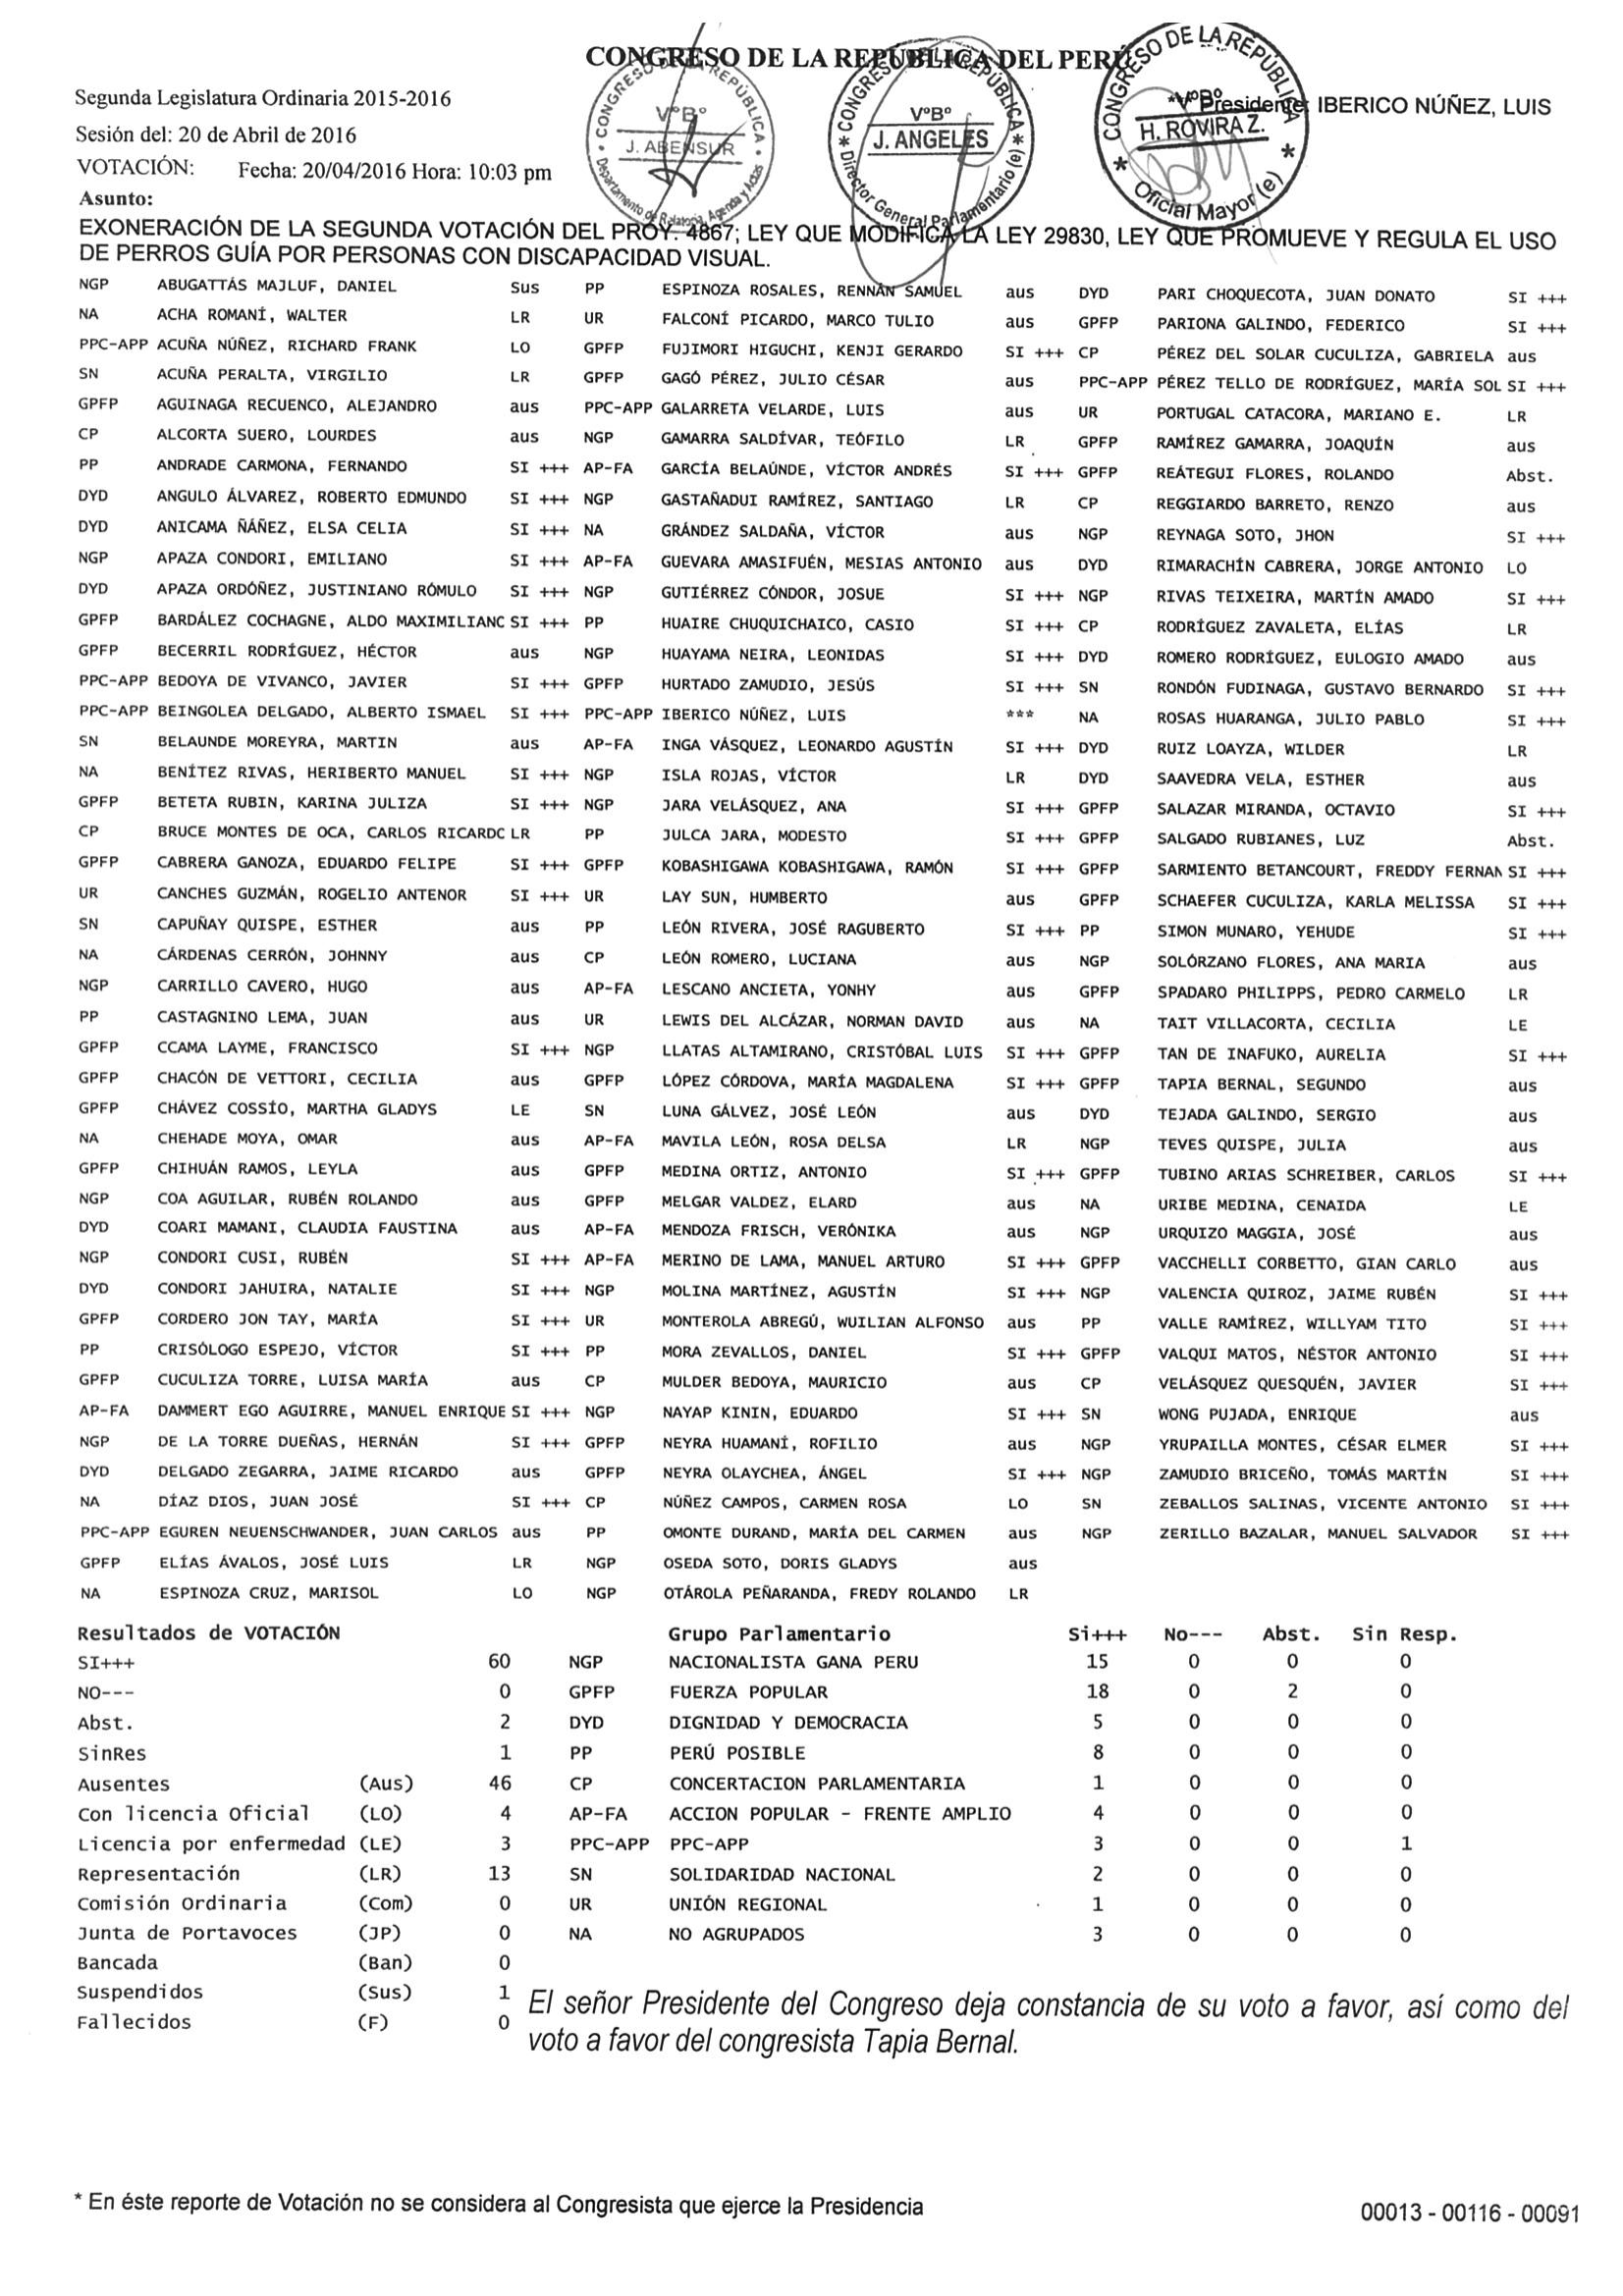 CONGRESO DE LA REPÚBLICA DEL PERÚ
Segunda Legislatura Ordinaria 2015-2016
***Presidente: IBERICO NÚÑEZ, LUIS
Sesión del: 20 de Abril de 2016
VOTACIÓN: Fecha: 20/04/2016 Hora: 10:03 pm
CONGRESO DE LA REPÚBLICA
VºBº
J. ABENSUR
Departamento de Relatoría, Agenda y Actas
CONGRESO DE LA REPÚBLICA
VºBº
J. ANGELES
Director General Parlamentario (e)
CONGRESO DE LA REPÚBLICA
VºBº
H. ROVIRA Z.
Oficial Mayor (e)
Asunto:
EXONERACIÓN DE LA SEGUNDA VOTACIÓN DEL PROY. 4867; LEY QUE MODIFICA LA LEY 29830, LEY QUE PROMUEVE Y REGULA EL USO
DE PERROS GUÍA POR PERSONAS CON DISCAPACIDAD VISUAL.
NGP ABUGATTÁS MAJLUF, DANIEL Sus PP ESPINOZA ROSALES, RENNÁN SAMUEL aus DYD PARI CHOQUECOTA, JUAN DONATO SI +++
NA ACHA ROMANÍ, WALTER LR UR FALCONÍ PICARDO, MARCO TULIO aus GPFP PARIONA GALINDO, FEDERICO SI +++
PPC-APP ACUÑA NÚÑEZ, RICHARD FRANK LO GPFP FUJIMORI HIGUCHI, KENJI GERARDO SI +++ CP PÉREZ DEL SOLAR CUCULIZA, GABRIELA aus
SN ACUÑA PERALTA, VIRGILIO LR GPFP GAGÓ PÉREZ, JULIO CÉSAR aus PPC-APP PÉREZ TELLO DE RODRÍGUEZ, MARÍA SOL SI +++
GPFP AGUINAGA RECUENCO, ALEJANDRO aus PPC-APP GALARRETA VELARDE, LUIS aus UR PORTUGAL CATACORA, MARIANO E. LR
CP ALCORTA SUERO, LOURDES aus NGP GAMARRA SALDÍVAR, TEÓFILO LR GPFP RAMÍREZ GAMARRA, JOAQUÍN aus
PP ANDRADE CARMONA, FERNANDO SI +++ AP-FA GARCÍA BELAÚNDE, VÍCTOR ANDRÉS SI +++ GPFP REÁTEGUI FLORES, ROLANDO Abst.
DYD ANGULO ÁLVAREZ, ROBERTO EDMUNDO SI +++ NGP GASTAÑADUI RAMÍREZ, SANTIAGO LR CP REGGIARDO BARRETO, RENZO aus
DYD ANICAMA ÑÁÑEZ, ELSA CELIA SI +++ NA GRÁNDEZ SALDAÑA, VÍCTOR aus NGP REYNAGA SOTO, JHON SI +++
NGP APAZA CONDORI, EMILIANO SI +++ AP-FA GUEVARA AMASIFUÉN, MESIAS ANTONIO aus DYD RIMARACHÍN CABRERA, JORGE ANTONIO LO
DYD APAZA ORDÓÑEZ, JUSTINIANO RÓMULO SI +++ NGP GUTIÉRREZ CÓNDOR, JOSUE SI +++ NGP RIVAS TEIXEIRA, MARTÍN AMADO SI +++
GPFP BARDÁLEZ COCHAGNE, ALDO MAXIMILIANC SI +++ PP HUAIRE CHUQUICHAICO, CASIO SI +++ CP RODRÍGUEZ ZAVALETA, ELÍAS LR
GPFP BECERRIL RODRÍGUEZ, HÉCTOR aus NGP HUAYAMA NEIRA, LEONIDAS SI +++ DYD ROMERO RODRÍGUEZ, EULOGIO AMADO aus
PPC-APP BEDOYA DE VIVANCO, JAVIER SI +++ GPFP HURTADO ZAMUDIO, JESÚS SI +++ SN RONDÓN FUDINAGA, GUSTAVO BERNARDO SI +++
PPC-APP BEINGOLEA DELGADO, ALBERTO ISMAEL SI +++ PPC-APP IBERICO NÚÑEZ, LUIS *** NA ROSAS HUARANGA, JULIO PABLO SI +++
SN BELAUNDE MOREYRA, MARTIN aus AP-FA INGA VÁSQUEZ, LEONARDO AGUSTÍN SI +++ DYD RUIZ LOAYZA, WILDER LR
NA BENÍTEZ RIVAS, HERIBERTO MANUEL SI +++ NGP ISLA ROJAS, VÍCTOR LR DYD SAAVEDRA VELA, ESTHER aus
GPFP BETETA RUBIN, KARINA JULIZA SI +++ NGP JARA VELÁSQUEZ, ANA SI +++ GPFP SALAZAR MIRANDA, OCTAVIO SI +++
CP BRUCE MONTES DE OCA, CARLOS RICARDC LR PP JULCA JARA, MODESTO SI +++ GPFP SALGADO RUBIANES, LUZ Abst.
GPFP CABRERA GANOZA, EDUARDO FELIPE SI +++ GPFP KOBASHIGAWA KOBASHIGAWA, RAMÓN SI +++ GPFP SARMIENTO BETANCOURT, FREDDY FERNAN SI +++
UR CANCHES GUZMÁN, ROGELIO ANTENOR SI +++ UR LAY SUN, HUMBERTO aus GPFP SCHAEFER CUCULIZA, KARLA MELISSA SI +++
SN CAPUÑAY QUISPE, ESTHER aus PP LEÓN RIVERA, JOSÉ RAGUBERTO SI +++ PP SIMON MUNARO, YEHUDE SI +++
NA CÁRDENAS CERRÓN, JOHNNY aus CP LEÓN ROMERO, LUCIANA aus NGP SOLÓRZANO FLORES, ANA MARIA aus
NGP CARRILLO CAVERO, HUGO aus AP-FA LESCANO ANCIETA, YONHY aus GPFP SPADARO PHILIPPS, PEDRO CARMELO LR
PP CASTAGNINO LEMA, JUAN aus UR LEWIS DEL ALCÁZAR, NORMAN DAVID aus NA TAIT VILLACORTA, CECILIA LE
GPFP CCAMA LAYME, FRANCISCO SI +++ NGP LLATAS ALTAMIRANO, CRISTÓBAL LUIS SI +++ GPFP TAN DE INAFUKO, AURELIA SI +++
GPFP CHACÓN DE VETTORI, CECILIA aus GPFP LÓPEZ CÓRDOVA, MARÍA MAGDALENA SI +++ GPFP TAPIA BERNAL, SEGUNDO aus
GPFP CHÁVEZ COSSÍO, MARTHA GLADYS LE SN LUNA GÁLVEZ, JOSÉ LEÓN aus DYD TEJADA GALINDO, SERGIO aus
NA CHEHADE MOYA, OMAR aus AP-FA MAVILA LEÓN, ROSA DELSA LR NGP TEVES QUISPE, JULIA aus
GPFP CHIHUÁN RAMOS, LEYLA aus GPFP MEDINA ORTIZ, ANTONIO SI +++ GPFP TUBINO ARIAS SCHREIBER, CARLOS SI +++
NGP COA AGUILAR, RUBÉN ROLANDO aus GPFP MELGAR VALDEZ, ELARD aus NA URIBE MEDINA, CENAIDA LE
DYD COARI MAMANI, CLAUDIA FAUSTINA aus AP-FA MENDOZA FRISCH, VERÓNIKA aus NGP URQUIZO MAGGIA, JOSÉ aus
NGP CONDORI CUSI, RUBÉN SI +++ AP-FA MERINO DE LAMA, MANUEL ARTURO SI +++ GPFP VACCHELLI CORBETTO, GIAN CARLO aus
DYD CONDORI JAHUIRA, NATALIE SI +++ NGP MOLINA MARTÍNEZ, AGUSTÍN SI +++ NGP VALENCIA QUIROZ, JAIME RUBÉN SI +++
GPFP CORDERO JON TAY, MARÍA SI +++ UR MONTEROLA ABREGÚ, WUILIAN ALFONSO aus PP VALLE RAMÍREZ, WILLYAM TITO SI +++
PP CRISÓLOGO ESPEJO, VÍCTOR SI +++ PP MORA ZEVALLOS, DANIEL SI +++ GPFP VALQUI MATOS, NÉSTOR ANTONIO SI +++
GPFP CUCULIZA TORRE, LUISA MARÍA aus CP MULDER BEDOYA, MAURICIO aus CP VELÁSQUEZ QUESQUÉN, JAVIER SI +++
AP-FA DAMMERT EGO AGUIRRE, MANUEL ENRIQUE SI +++ NGP NAYAP KININ, EDUARDO SI +++ SN WONG PUJADA, ENRIQUE aus
NGP DE LA TORRE DUEÑAS, HERNÁN SI +++ GPFP NEYRA HUAMANÍ, ROFILIO aus NGP YRUPAILLA MONTES, CÉSAR ELMER SI +++
DYD DELGADO ZEGARRA, JAIME RICARDO aus GPFP NEYRA OLAYCHEA, ÁNGEL SI +++ NGP ZAMUDIO BRICEÑO, TOMÁS MARTÍN SI +++
NA DÍAZ DIOS, JUAN JOSÉ SI +++ CP NÚÑEZ CAMPOS, CARMEN ROSA LO SN ZEBALLOS SALINAS, VICENTE ANTONIO SI +++
PPC-APP EGUREN NEUENSCHWANDER, JUAN CARLOS aus PP OMONTE DURAND, MARÍA DEL CARMEN aus NGP ZERILLO BAZALAR, MANUEL SALVADOR SI +++
GPFP ELÍAS ÁVALOS, JOSÉ LUIS LR NGP OSEDA SOTO, DORIS GLADYS aus
NA ESPINOZA CRUZ, MARISOL LO NGP OTÁROLA PEÑARANDA, FREDY ROLANDO LR
Resultados de VOTACIÓN Grupo Parlamentario Si+++ No--- Abst. Sin Resp.
SI+++ 60 NGP NACIONALISTA GANA PERU 15 0 0 0
NO--- 0 GPFP FUERZA POPULAR 18 0 2 0
Abst. 2 DYD DIGNIDAD Y DEMOCRACIA 5 0 0 0
SinRes 1 PP PERÚ POSIBLE 8 0 0 0
Ausentes (Aus) 46 CP CONCERTACION PARLAMENTARIA 1 0 0 0
Con licencia Oficial (LO) 4 AP-FA ACCION POPULAR - FRENTE AMPLIO 4 0 0 0
Licencia por enfermedad (LE) 3 PPC-APP PPC-APP 3 0 0 1
Representación (LR) 13 SN SOLIDARIDAD NACIONAL 2 0 0 0
Comisión Ordinaria (Com) 0 UR UNIÓN REGIONAL 1 0 0 0
Junta de Portavoces (JP) 0 NA NO AGRUPADOS 3 0 0 0
Bancada (Ban) 0
Suspendidos (Sus) 1
Fallecidos (F) 0
El señor Presidente del Congreso deja constancia de su voto a favor, así como del
voto a favor del congresista Tapia Bernal.
* En éste reporte de Votación no se considera al Congresista que ejerce la Presidencia
00013 - 00116 - 00091